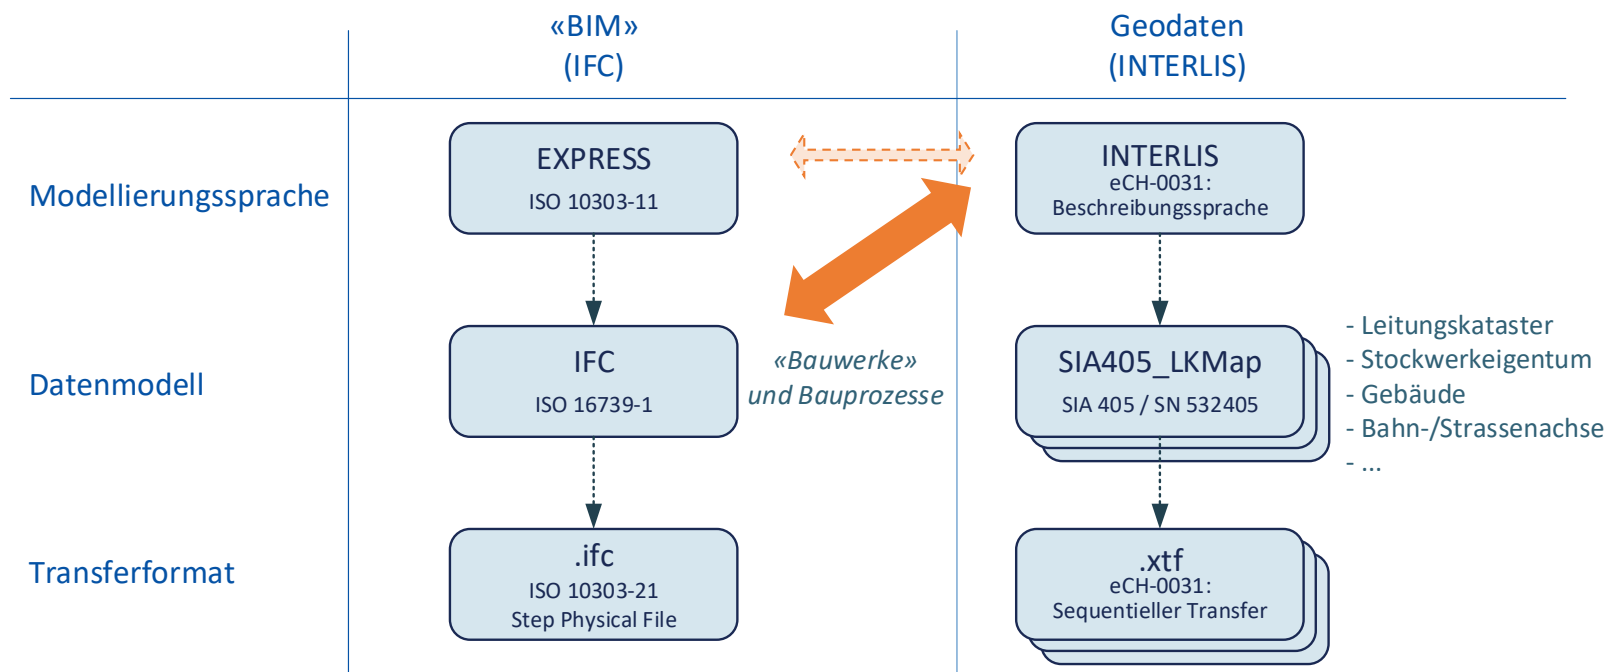 «BIM»
(IFC)
Geodaten
(INTERLIS)
Modellierungssprache
EXPRESS
ISO 10303-11
INTERLIS
eCH-0031:
Beschreibungssprache
Datenmodell
IFC
ISO 16739-1
«Bauwerke»
und Bauprozesse
SIA405_LKMap
SIA 405 / SN 532405
- Leitungskataster
- Stockwerkeigentum
- Gebäude
- Bahn-/Strassenachse
- ...
Transferformat
.ifc
ISO 10303-21
Step Physical File
.xtf
eCH-0031:
Sequentieller Transfer